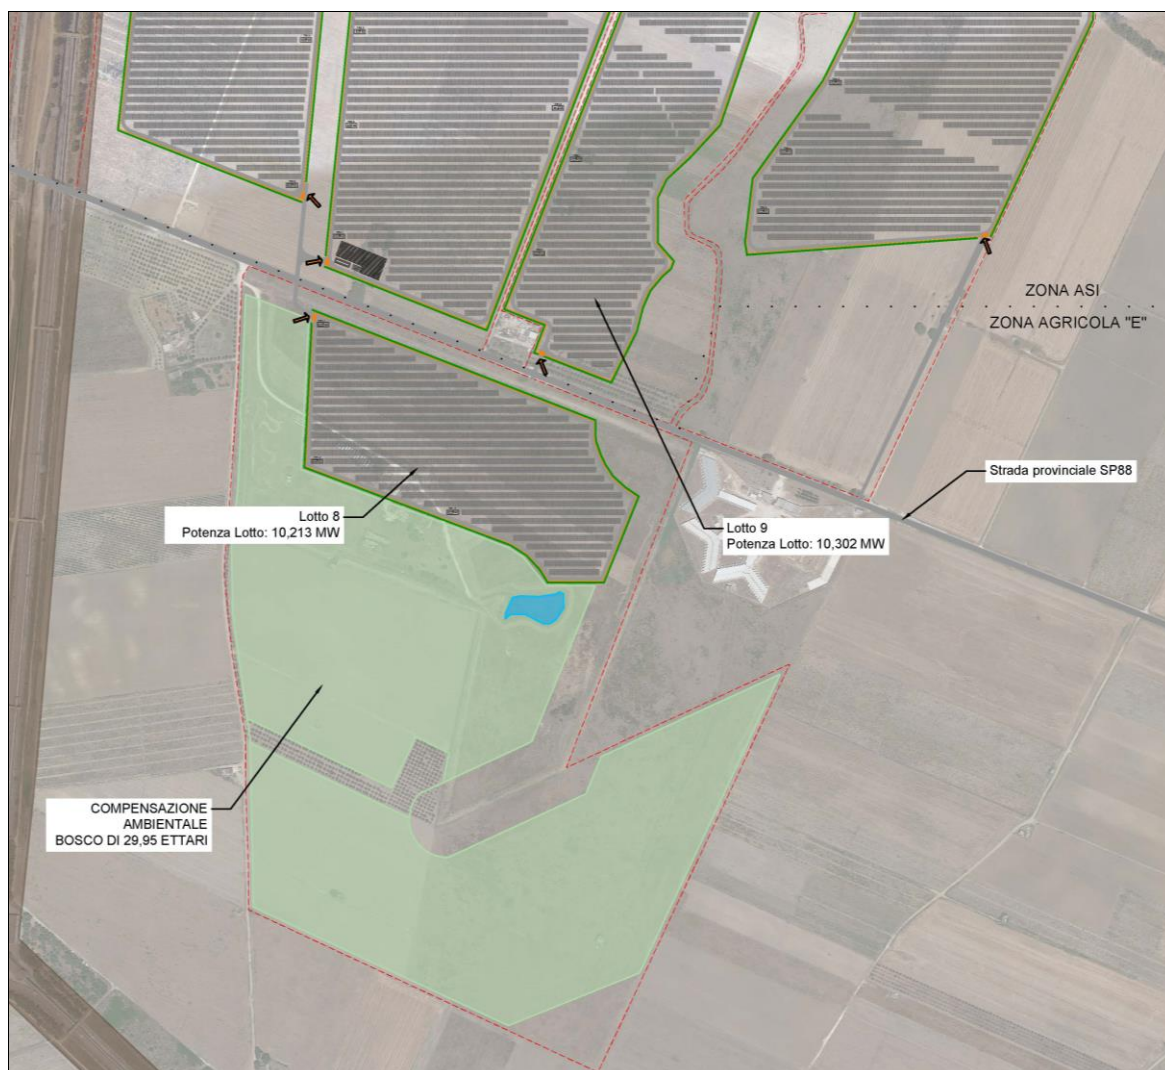 ZONA ASI
ZONA AGRICOLA "E"
Strada provinciale SP88
Lotto 8
Potenza Lotto: 10,213 MW
Lotto 9
Potenza Lotto: 10,302 MW
COMPENSAZIONE
AMBIENTALE
BOSCO DI 29,95 ETTARI